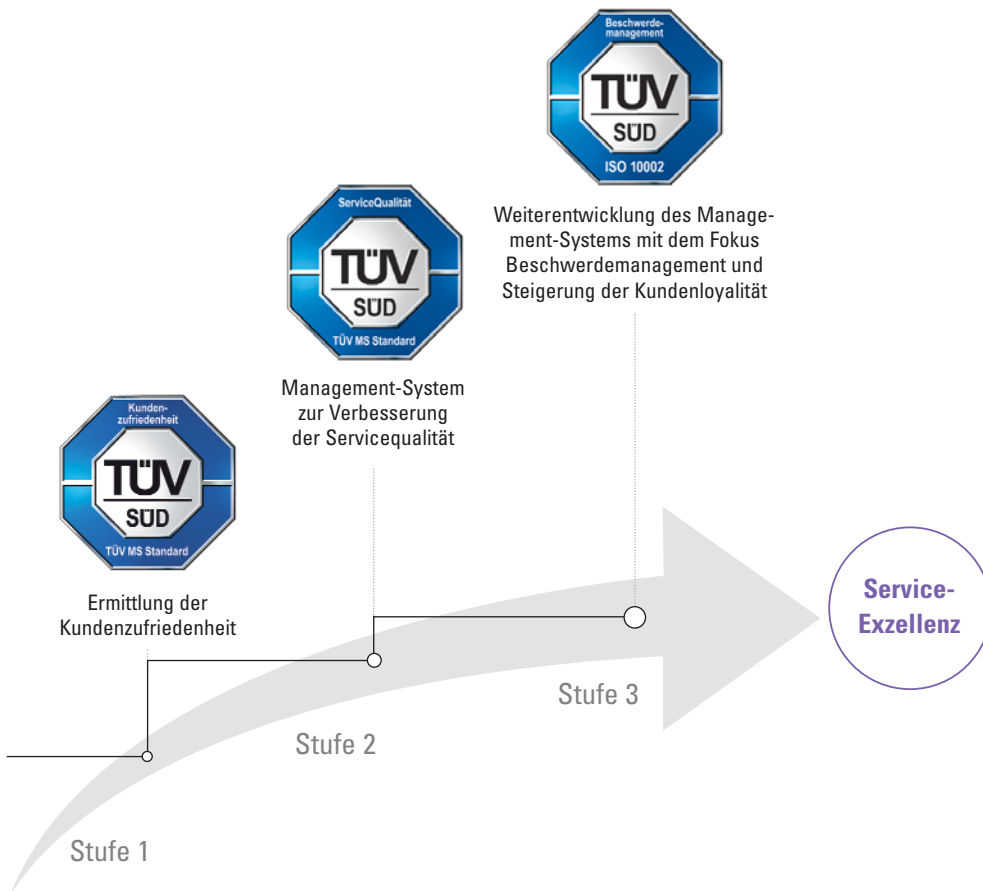 Beschwerde-
management
TÜV
SÜD
ISO 10002
Weiterentwicklung des Manage-
ment-Systems mit dem Fokus
Beschwerdemanagement und
Steigerung der Kundenloyalität
ServiceQualität
TÜV
SÜD
TÜV MS Standard
Management-System
zur Verbesserung
der Servicequalität
Kunden-
zufriedenheit
TÜV
SÜD
TÜV MS Standard
Ermittlung der
Kundenzufriedenheit
Service-
Exzellenz
Stufe 3
Stufe 2
Stufe 1